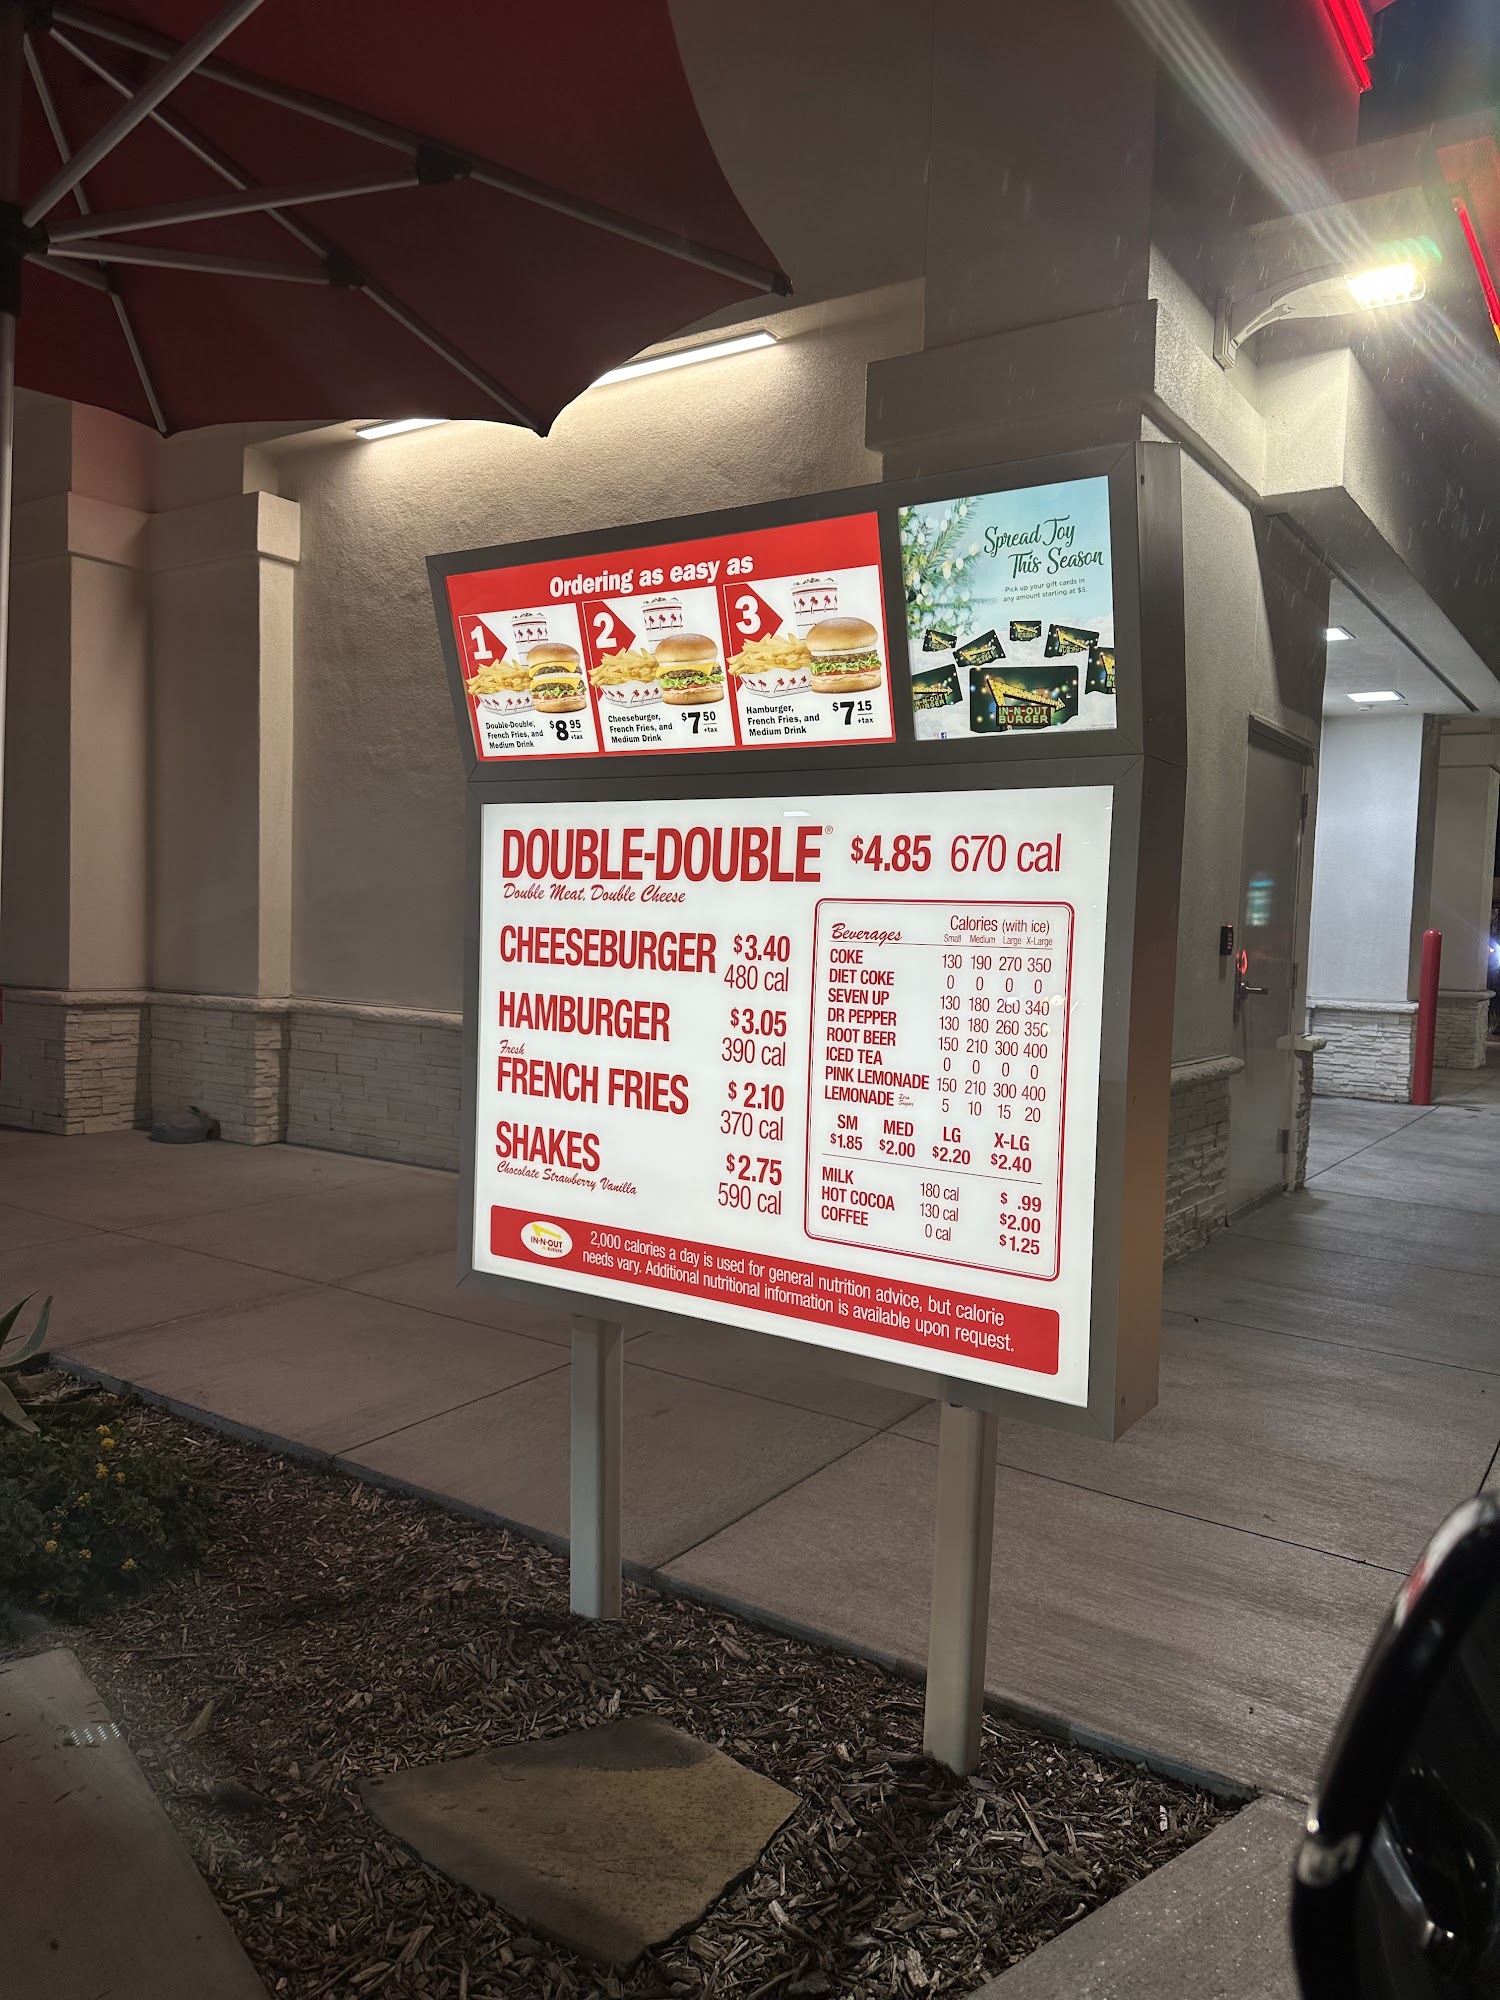 Ordering as easy as
1
Double-Double,
French Fries, and
Medium Drink
$8 95
+tax
2
Cheeseburger,
French Fries, and
Medium Drink
$7 50
+tax
3
Hamburger,
French Fries, and
Medium Drink
$7 15
+tax
Spread Joy
This Season
Pick up your gift cards in
any amount starting at $5.
IN-N-OUT
BURGER
DOUBLE-DOUBLE® $4.85 670 cal
Double Meat, Double Cheese
CHEESEBURGER $3.40
480 cal
HAMBURGER $3.05
390 cal
Fresh
FRENCH FRIES $2.10
370 cal
SHAKES $2.75
Chocolate Strawberry Vanilla
590 cal
Beverages Calories (with ice)
Small Medium Large X-Large
COKE 130 190 270 350
DIET COKE 0 0 0 0
SEVEN UP 130 180 260 340
DR PEPPER 130 180 260 350
ROOT BEER 150 210 300 400
ICED TEA 0 0 0 0
PINK LEMONADE 150 210 300 400
LEMONADE Zero Sugar 5 10 15 20
SM MED LG X-LG
$1.85 $2.00 $2.20 $2.40
MILK 180 cal $ .99
HOT COCOA 130 cal $2.00
COFFEE 0 cal $1.25
IN-N-OUT
BURGER
2,000 calories a day is used for general nutrition advice, but calorie
needs vary. Additional nutritional information is available upon request.